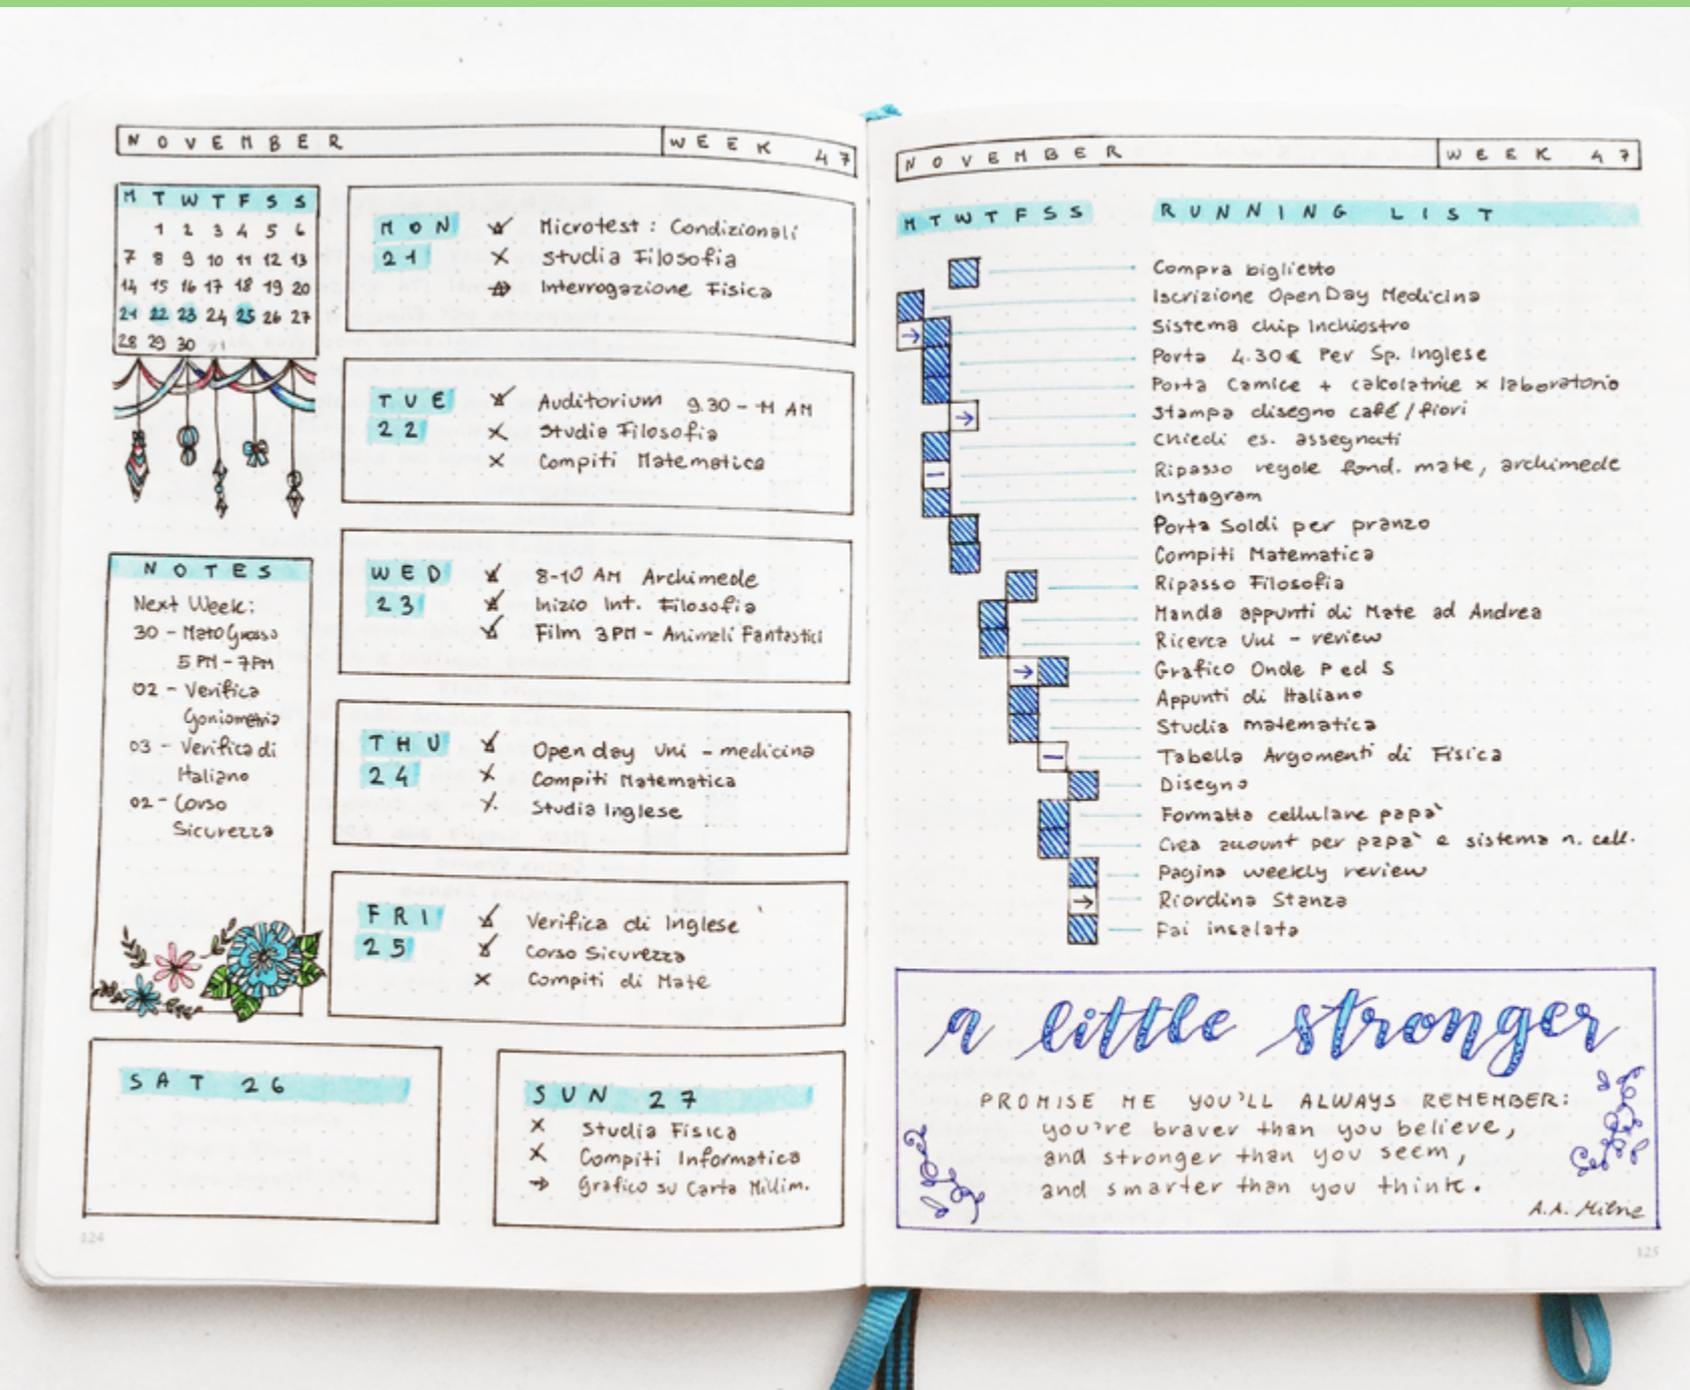 NOVEMBER
WEEK 47
M T W T F S S
1 2 3 4 5 6
7 8 9 10 11 12 13
14 15 16 17 18 19 20
21 22 23 24 25 26 27
28 29 30
MON
21
Microtest : Condizionali
Studia Filosofia
Interrogazione Fisica
TUE
22
Auditorium 9.30 - 11 AM
Studia Filosofia
Compiti Matematica
WED
23
8-10 AM Archimede
Inizio Int. Filosofia
Film 3PM - Animali Fantastici
THU
24
Open day Uni - medicina
Compiti Matematica
Studia Inglese
FRI
25
Verifica di Inglese
Corso Sicurezza
Compiti di Mate
NOTES
Next Week:
30 - Mato Grosso
5 PM - 7PM
02 - Verifica
Goniometria
03 - Verifica di
Italiano
02 - Corso
Sicurezza
SAT 26
SUN 27
Studia Fisica
Compiti Informatica
→ Grafico su Carta Millim.
124
NOVEMBER
WEEK 47
M T W T F S S
RUNNING LIST
Compra biglietto
Iscrizione Open Day Medicina
Sistema chip Inchiostro
Porta 4.30€ Per Sp. Inglese
Porta Camice + calcolatrice x laboratorio
Stampa disegno café / fiori
Chiedi es. assegnati
Ripasso regole fond. mate, archimede
Instagram
Porta Soldi per pranzo
Compiti Matematica
Ripasso Filosofia
Manda appunti di Mate ad Andrea
Ricerca Uni - review
Grafico Onde P ed S
Appunti di Italiano
Studia matematica
Tabella Argomenti di Fisica
Disegno
Formatta cellulare papa`
Crea account per papa` e sistema n. cell.
Pagina weekly review
Riordina Stanza
Fai insalata
a little stronger
PROMISE ME YOU'LL ALWAYS REMEMBER:
you're braver than you believe,
and stronger than you seem,
and smarter than you think.
A.A. Milne
125